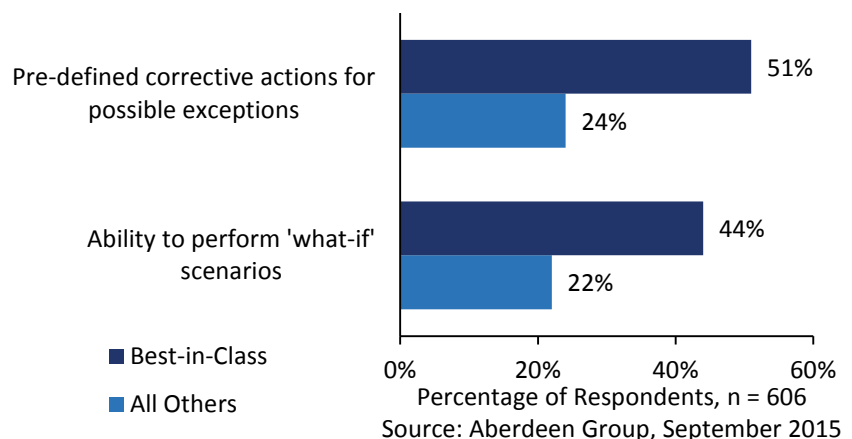 Pre-defined corrective actions for
possible exceptions
51%
24%
Ability to perform 'what-if'
scenarios
44%
22%
Best-in-Class
All Others
0%
20%
40%
60%
Percentage of Respondents, n = 606
Source: Aberdeen Group, September 2015